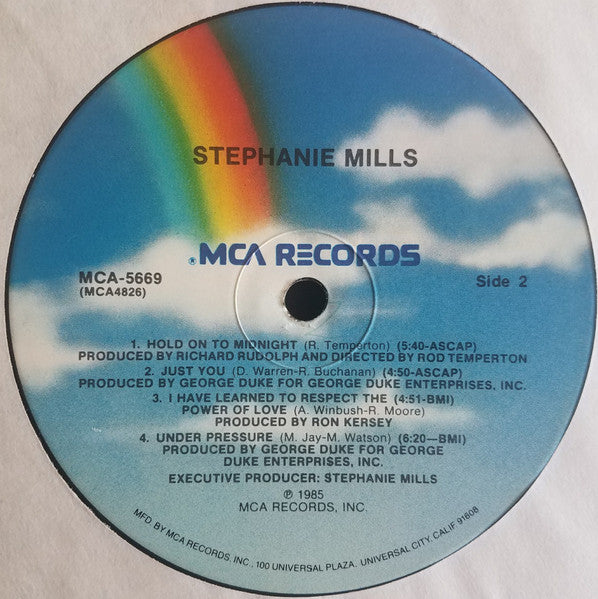 STEPHANIE MILLS
® MCA RECORDS
MCA-5669
(MCA4826)
Side 2
1. HOLD ON TO MIDNIGHT (R. Temperton) (5:40-ASCAP)
PRODUCED BY RICHARD RUDOLPH AND DIRECTED BY ROD TEMPERTON
2. JUST YOU (D. Warren-R. Buchanan) (4:50-ASCAP)
PRODUCED BY GEORGE DUKE FOR GEORGE DUKE ENTERPRISES, INC.
3. I HAVE LEARNED TO RESPECT THE (4:51-BMI)
POWER OF LOVE (A. Winbush-R. Moore)
PRODUCED BY RON KERSEY
4. UNDER PRESSURE (M. Jay-M. Watson) (6:20—BMI)
PRODUCED BY GEORGE DUKE FOR GEORGE
DUKE ENTERPRISES, INC.
EXECUTIVE PRODUCER: STEPHANIE MILLS
℗ 1985
MCA RECORDS, INC.
MFD. BY MCA RECORDS, INC. 100 UNIVERSAL PLAZA, UNIVERSAL CITY, CALIF 91608